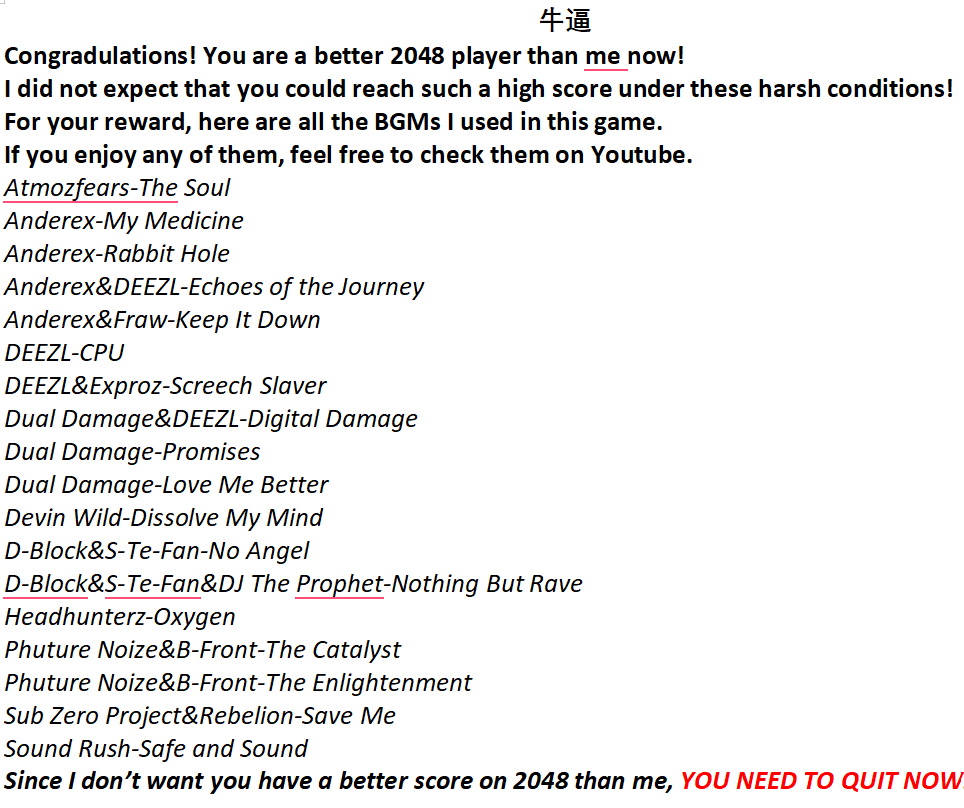 牛逼
Congradulations! You are a better 2048 player than me now!
I did not expect that you could reach such a high score under these harsh conditions!
For your reward, here are all the BGMs I used in this game.
If you enjoy any of them, feel free to check them on Youtube.
Atmozfears-The Soul
Anderex-My Medicine
Anderex-Rabbit Hole
Anderex&DEEZL-Echoes of the Journey
Anderex&Fraw-Keep It Down
DEEZL-CPU
DEEZL&Exproz-Screech Slaver
Dual Damage&DEEZL-Digital Damage
Dual Damage-Promises
Dual Damage-Love Me Better
Devin Wild-Dissolve My Mind
D-Block&S-Te-Fan-No Angel
D-Block&S-Te-Fan&DJ The Prophet-Nothing But Rave
Headhunterz-Oxygen
Phuture Noize&B-Front-The Catalyst
Phuture Noize&B-Front-The Enlightenment
Sub Zero Project&Rebelion-Save Me
Sound Rush-Safe and Sound
Since I don’t want you have a better score on 2048 than me, YOU NEED TO QUIT NOW